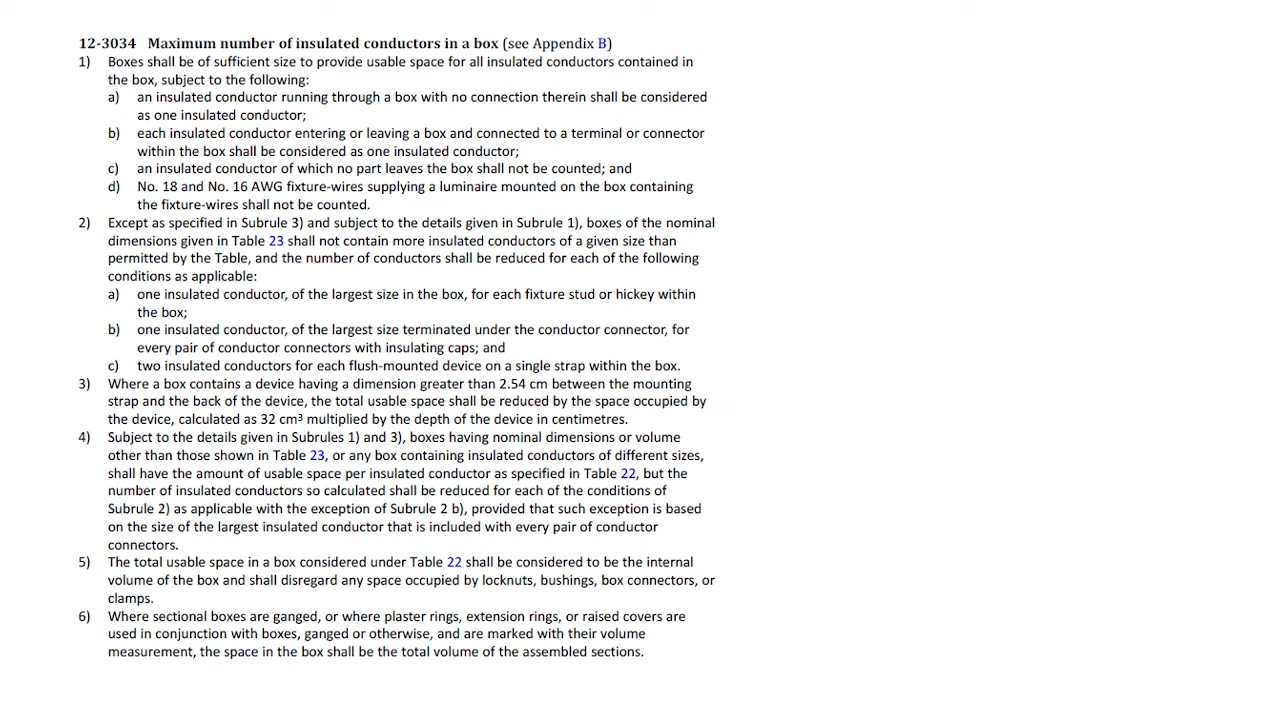 12-3034 Maximum number of insulated conductors in a box (see Appendix B)
1) Boxes shall be of sufficient size to provide usable space for all insulated conductors contained in
the box, subject to the following:
a) an insulated conductor running through a box with no connection therein shall be considered
as one insulated conductor;
b) each insulated conductor entering or leaving a box and connected to a terminal or connector
within the box shall be considered as one insulated conductor;
c) an insulated conductor of which no part leaves the box shall not be counted; and
d) No. 18 and No. 16 AWG fixture-wires supplying a luminaire mounted on the box containing
the fixture-wires shall not be counted.
2) Except as specified in Subrule 3) and subject to the details given in Subrule 1), boxes of the nominal
dimensions given in Table 23 shall not contain more insulated conductors of a given size than
permitted by the Table, and the number of conductors shall be reduced for each of the following
conditions as applicable:
a) one insulated conductor, of the largest size in the box, for each fixture stud or hickey within
the box;
b) one insulated conductor, of the largest size terminated under the conductor connector, for
every pair of conductor connectors with insulating caps; and
c) two insulated conductors for each flush-mounted device on a single strap within the box.
3) Where a box contains a device having a dimension greater than 2.54 cm between the mounting
strap and the back of the device, the total usable space shall be reduced by the space occupied by
the device, calculated as 32 cm³ multiplied by the depth of the device in centimetres.
4) Subject to the details given in Subrules 1) and 3), boxes having nominal dimensions or volume
other than those shown in Table 23, or any box containing insulated conductors of different sizes,
shall have the amount of usable space per insulated conductor as specified in Table 22, but the
number of insulated conductors so calculated shall be reduced for each of the conditions of
Subrule 2) as applicable with the exception of Subrule 2 b), provided that such exception is based
on the size of the largest insulated conductor that is included with every pair of conductor
connectors.
5) The total usable space in a box considered under Table 22 shall be considered to be the internal
volume of the box and shall disregard any space occupied by locknuts, bushings, box connectors, or
clamps.
6) Where sectional boxes are ganged, or where plaster rings, extension rings, or raised covers are
used in conjunction with boxes, ganged or otherwise, and are marked with their volume
measurement, the space in the box shall be the total volume of the assembled sections.